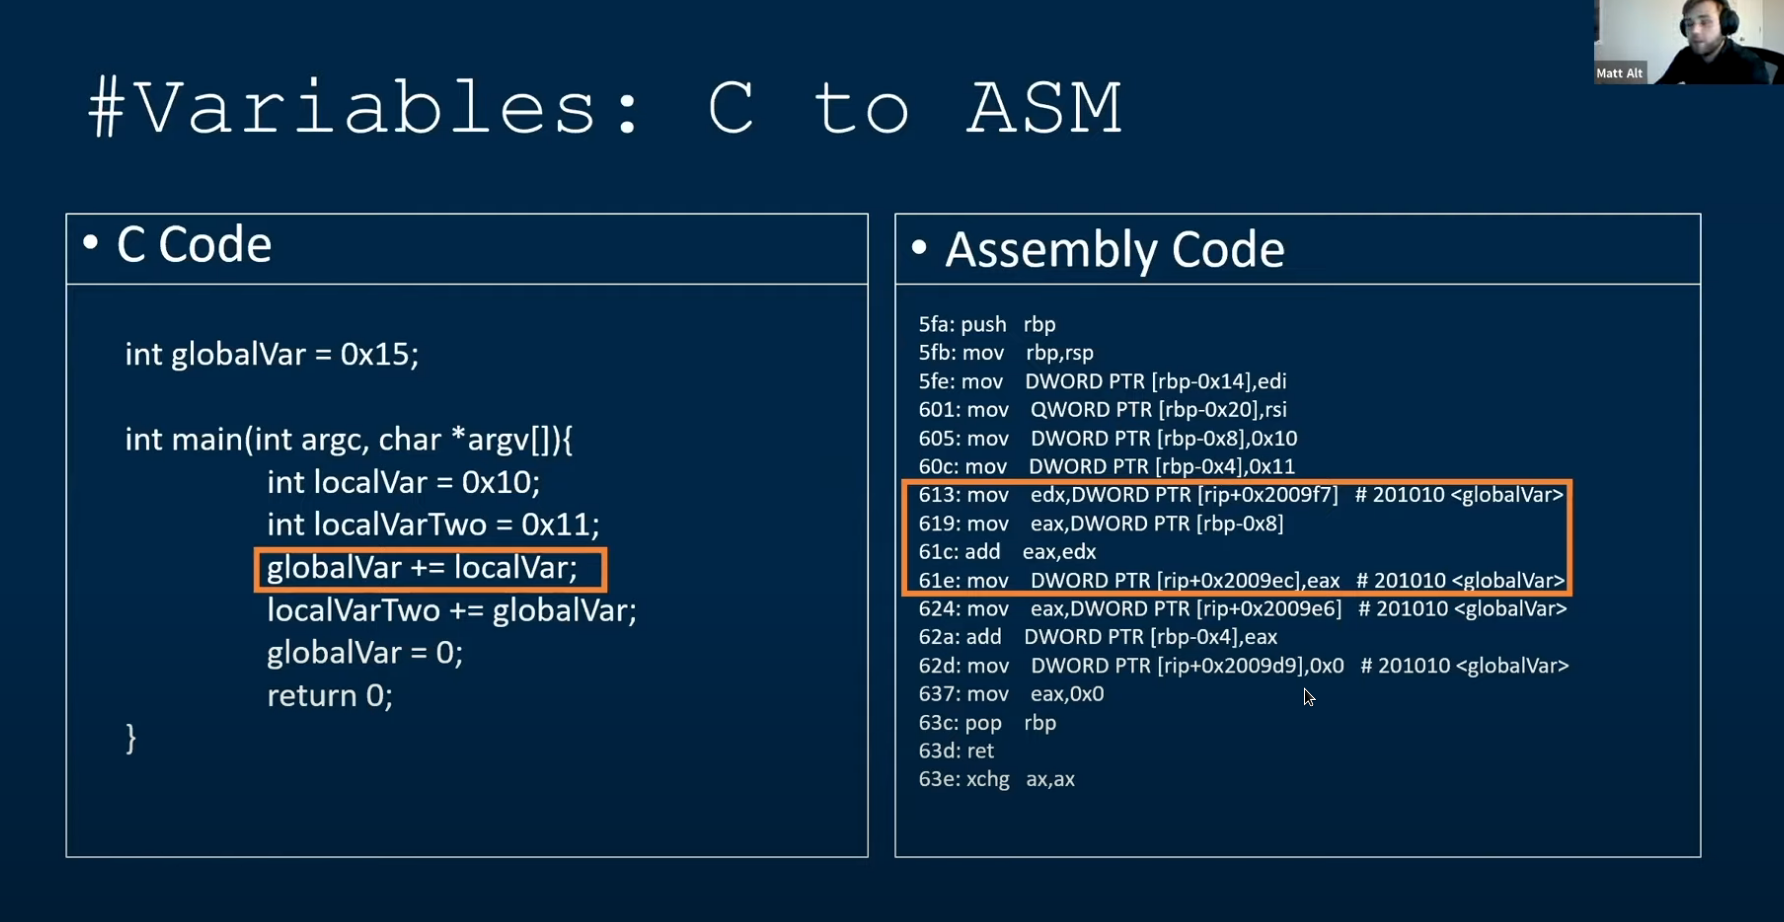 Matt Alt
#Variables: C to ASM
• C Code
int globalVar = 0x15;
int main(int argc, char *argv[]){
int localVar = 0x10;
int localVarTwo = 0x11;
globalVar += localVar;
localVarTwo += globalVar;
globalVar = 0;
return 0;
}
• Assembly Code
5fa: push rbp
5fb: mov rbp,rsp
5fe: mov DWORD PTR [rbp-0x14],edi
601: mov QWORD PTR [rbp-0x20],rsi
605: mov DWORD PTR [rbp-0x8],0x10
60c: mov DWORD PTR [rbp-0x4],0x11
613: mov edx,DWORD PTR [rip+0x2009f7] # 201010 <globalVar>
619: mov eax,DWORD PTR [rbp-0x8]
61c: add eax,edx
61e: mov DWORD PTR [rip+0x2009ec],eax # 201010 <globalVar>
624: mov eax,DWORD PTR [rip+0x2009e6] # 201010 <globalVar>
62a: add DWORD PTR [rbp-0x4],eax
62d: mov DWORD PTR [rip+0x2009d9],0x0 # 201010 <globalVar>
637: mov eax,0x0
63c: pop rbp
63d: ret
63e: xchg ax,ax